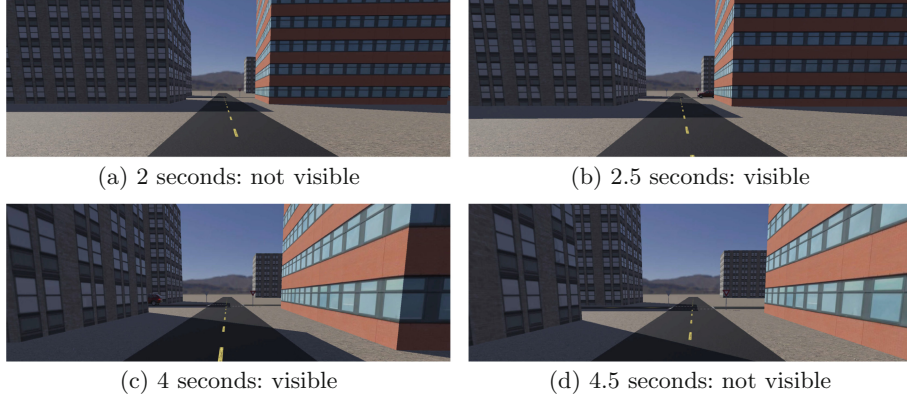 (a) 2 seconds: not visible
(b) 2.5 seconds: visible
(c) 4 seconds: visible
(d) 4.5 seconds: not visible